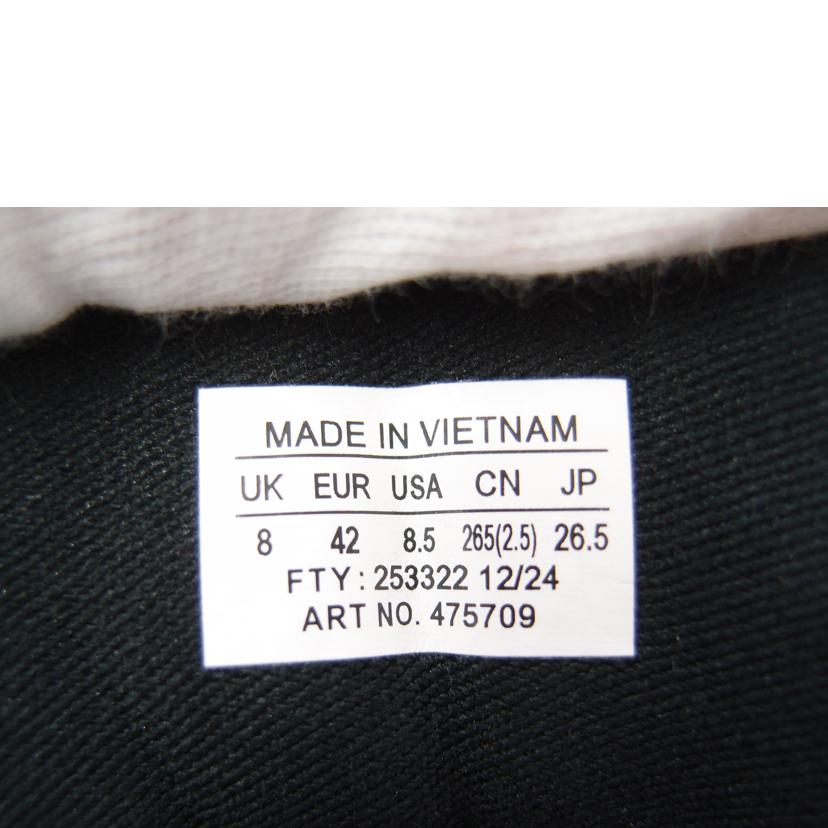 MADE IN VIETNAM
UK EUR USA CN JP
8 42 8.5 265(2.5) 26.5
FTY: 253322 12/24
ART NO. 475709